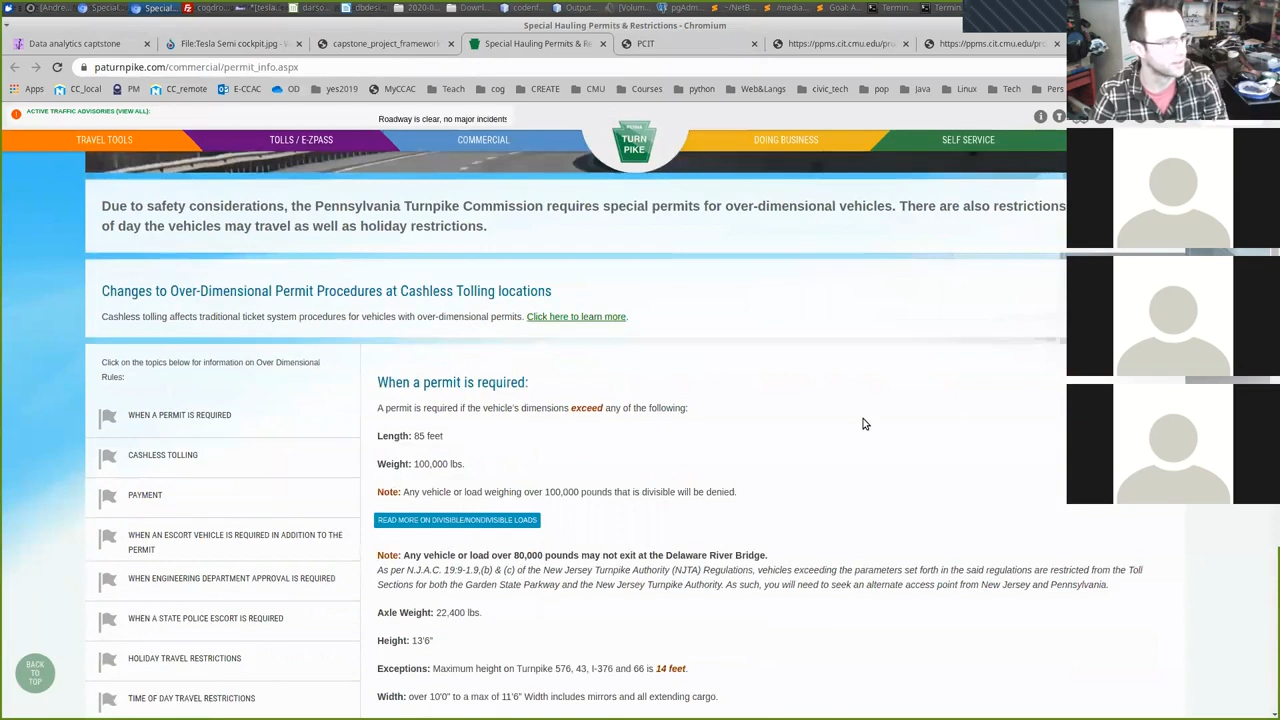 Special Hauling Permits & Restrictions - Chromium
Data analytics capstone
File:Tesla Semi cockpit.jpg - W
capstone_project_framework
Special Hauling Permits & Re
PCIT
https://ppms.cit.cmu.edu/pro
https://ppms.cit.cmu.edu/pro
paturnpike.com/commercial/permit_info.aspx
Apps CC_local PM CC_remote E-CCAC OD yes2019 MyCCAC Teach cog CREATE CMU Courses python Web&Langs civic_tech pop Java Linux Tech Pers
ACTIVE TRAFFIC ADVISORIES (VIEW ALL):
Roadway is clear, no major incidents
TRAVEL TOOLS
TOLLS / E-ZPASS
COMMERCIAL
TURN
PIKE
DOING BUSINESS
SELF SERVICE
Due to safety considerations, the Pennsylvania Turnpike Commission requires special permits for over-dimensional vehicles. There are also restrictions
of day the vehicles may travel as well as holiday restrictions.
Changes to Over-Dimensional Permit Procedures at Cashless Tolling locations
Cashless tolling affects traditional ticket system procedures for vehicles with over-dimensional permits. Click here to learn more.
Click on the topics below for information on Over Dimensional
Rules:
WHEN A PERMIT IS REQUIRED
CASHLESS TOLLING
PAYMENT
WHEN AN ESCORT VEHICLE IS REQUIRED IN ADDITION TO THE
PERMIT
WHEN ENGINEERING DEPARTMENT APPROVAL IS REQUIRED
WHEN A STATE POLICE ESCORT IS REQUIRED
HOLIDAY TRAVEL RESTRICTIONS
TIME OF DAY TRAVEL RESTRICTIONS
When a permit is required:
A permit is required if the vehicle's dimensions exceed any of the following:
Length: 85 feet
Weight: 100,000 lbs.
Note: Any vehicle or load weighing over 100,000 pounds that is divisible will be denied.
READ MORE ON DIVISIBLE/NONDIVISIBLE LOADS
Note: Any vehicle or load over 80,000 pounds may not exit at the Delaware River Bridge.
As per N.J.A.C. 19:9-1.9,(b) & (c) of the New Jersey Turnpike Authority (NJTA) Regulations, vehicles exceeding the parameters set forth in the said regulations are restricted from the Toll
Sections for both the Garden State Parkway and the New Jersey Turnpike Authority. As such, you will need to seek an alternate access point from New Jersey and Pennsylvania.
Axle Weight: 22,400 lbs.
Height: 13'6"
Exceptions: Maximum height on Turnpike 576, 43, I-376 and 66 is 14 feet.
Width: over 10'0" to a max of 11'6" Width includes mirrors and all extending cargo.
BACK
TO
TOP